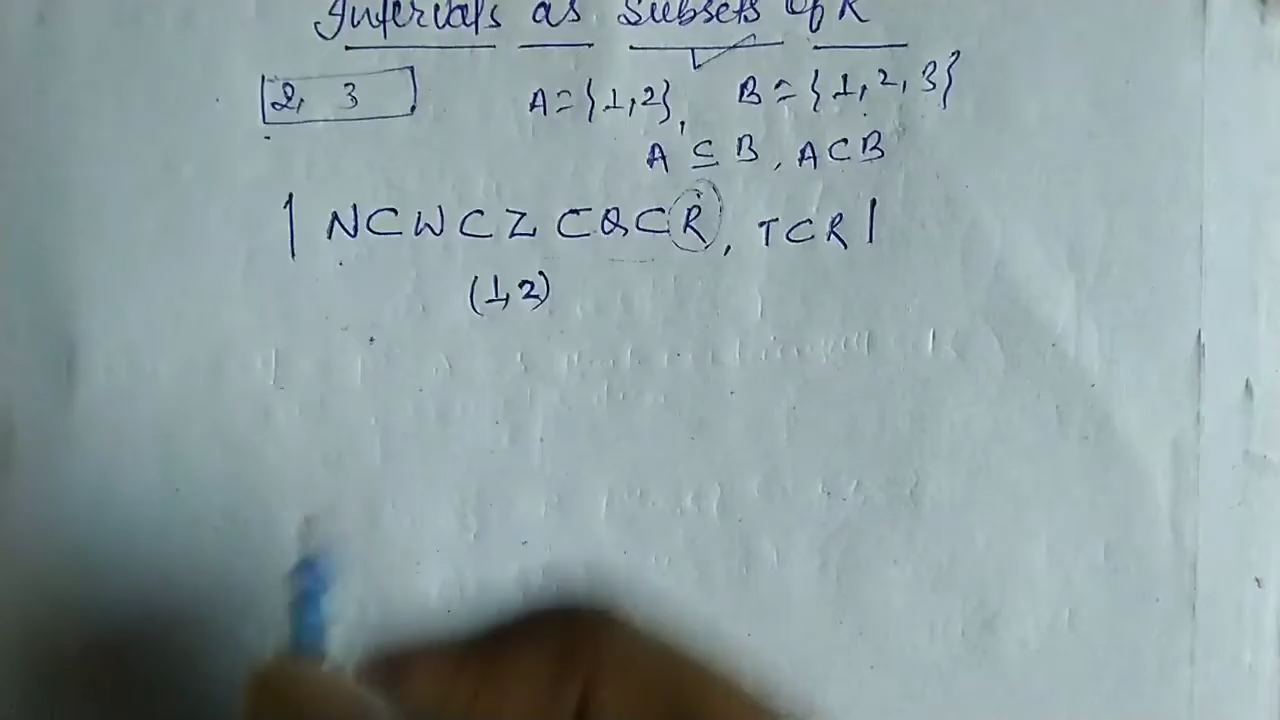 Intervals as Subsets of R
2, 3 A = {1,2}, B = {1,2,3}
A ⊆ B, A ⊂ B
| N ⊂ W ⊂ Z ⊂ Q ⊂ R, T ⊂ R |
(1,2)